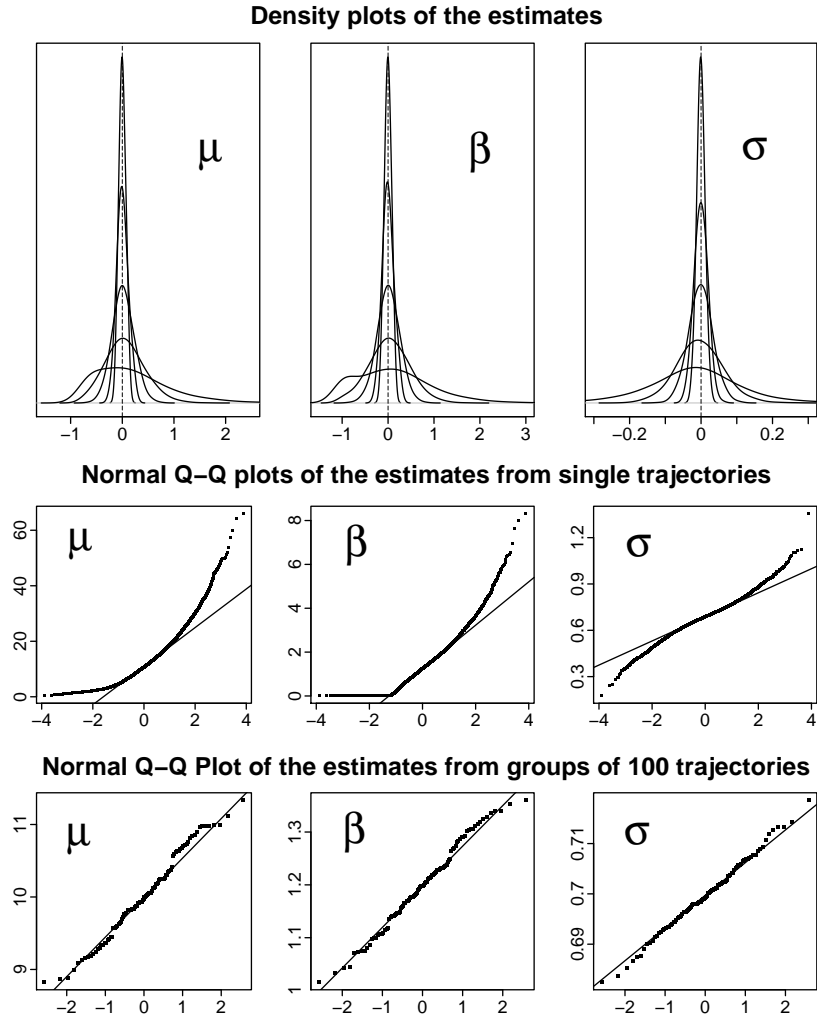 Density plots of the estimates
μ β σ
−1 0 1 2 −1 0 1 2 3 −0.2 0 0.2
Normal Q−Q plots of the estimates from single trajectories
μ β σ
0 20 40 60
0 2 4 6 8
0.3 0.6 0.9 1.2
−4 −2 0 2 4 −4 −2 0 2 4 −4 −2 0 2 4
Normal Q−Q Plot of the estimates from groups of 100 trajectories
μ β σ
9 10 11
1 1.1 1.2 1.3
0.69 0.7 0.71
−2 −1 0 1 2 −2 −1 0 1 2 −2 −1 0 1 2